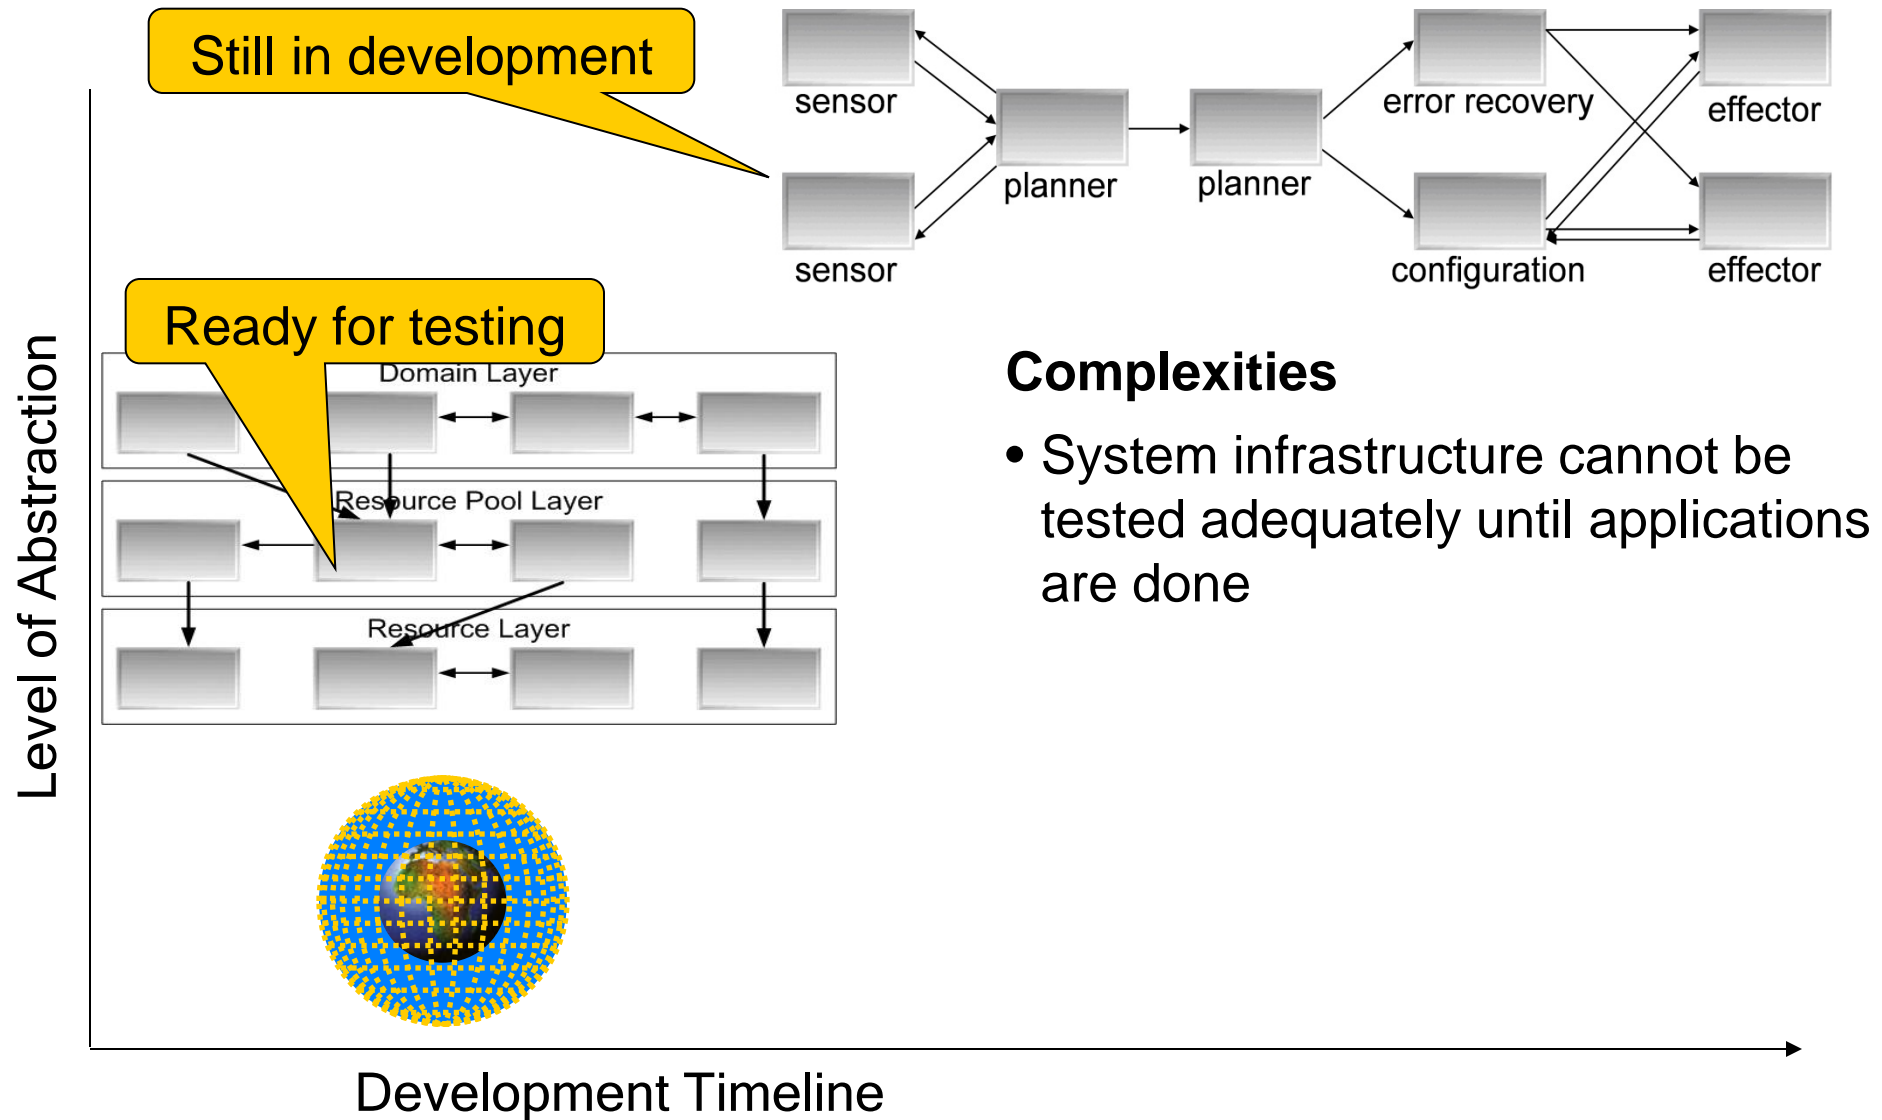 Still in development
sensor
sensor
planner
planner
error recovery
configuration
effector
effector
Ready for testing
Domain Layer
Resource Pool Layer
Resource Layer
Complexities
• System infrastructure cannot be
tested adequately until applications
are done
Level of Abstraction
Development Timeline